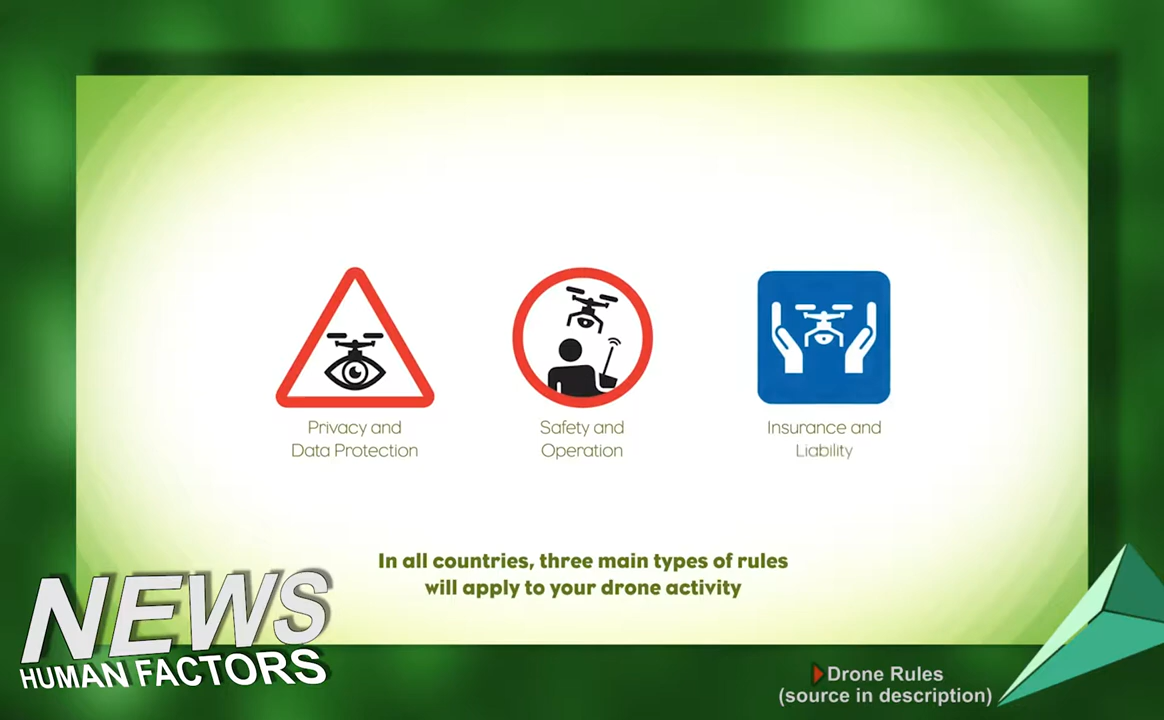 Privacy and
Data Protection
Safety and
Operation
Insurance and
Liability
In all countries, three main types of rules
will apply to your drone activity
NEWS
HUMAN FACTORS
Drone Rules
(source in description)